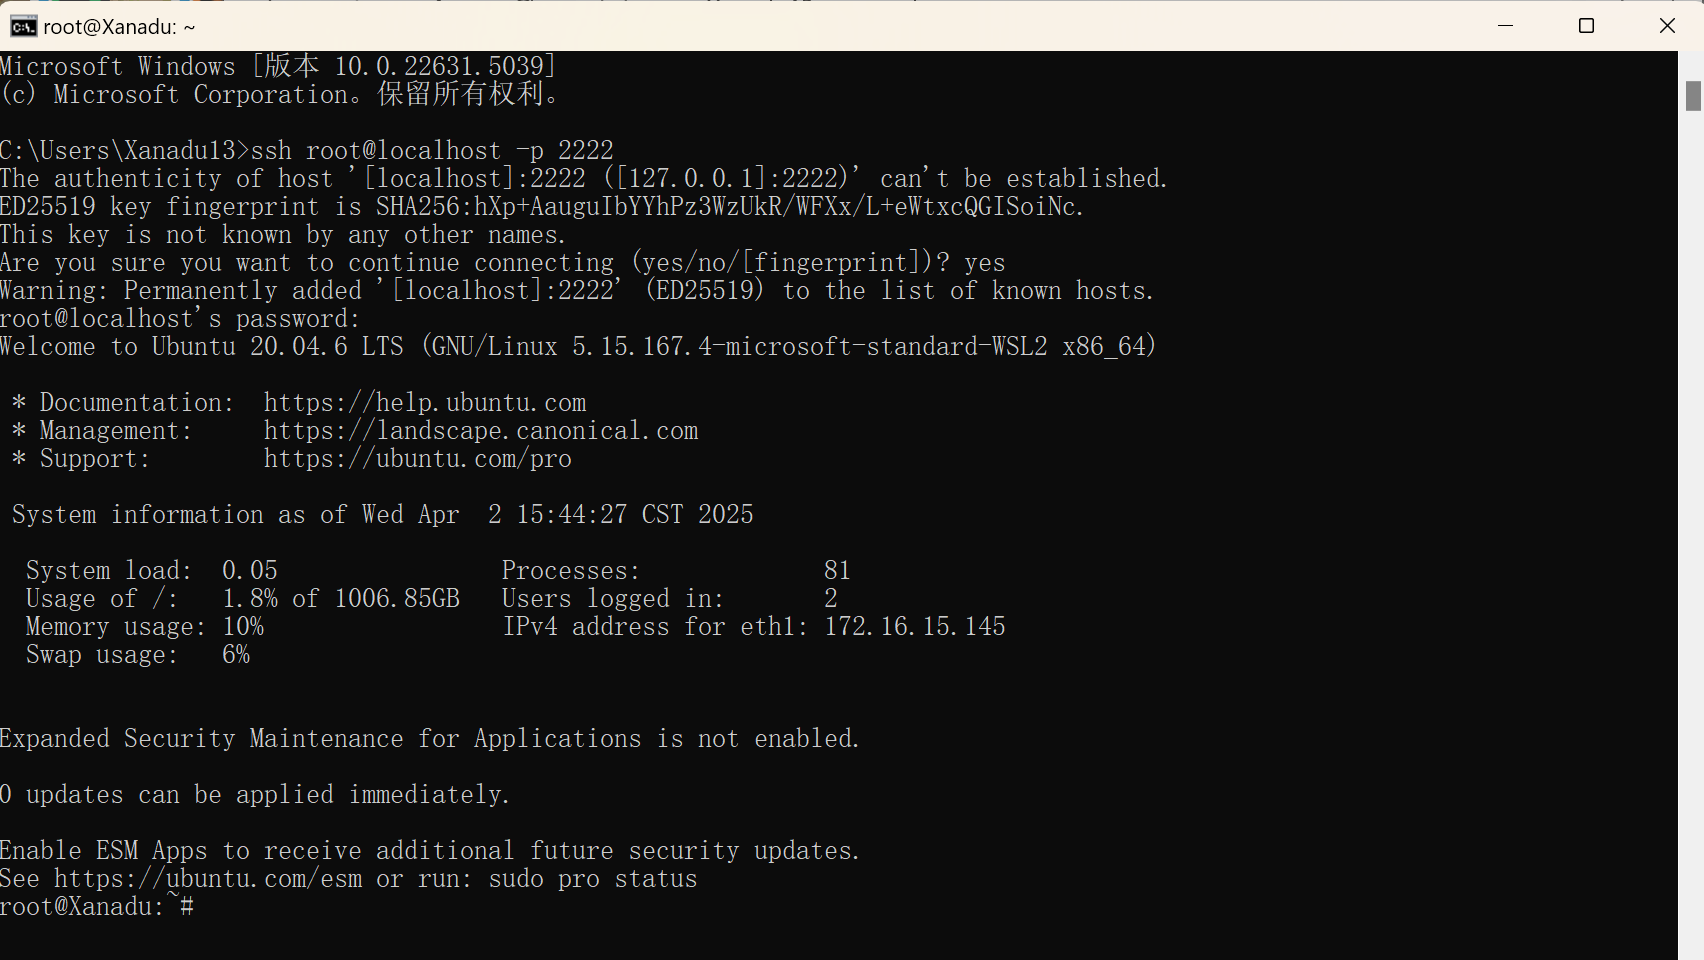 root@Xanadu: ~
Microsoft Windows [版本 10.0.22631.5039]
(c) Microsoft Corporation。保留所有权利。
C:\Users\Xanadu13>ssh root@localhost -p 2222
The authenticity of host '[localhost]:2222 ([127.0.0.1]:2222)' can't be established.
ED25519 key fingerprint is SHA256:hXp+AauguIbYYhPz3WzUkR/WFXx/L+eWtxcQGISoiNc.
This key is not known by any other names.
Are you sure you want to continue connecting (yes/no/[fingerprint])? yes
Warning: Permanently added '[localhost]:2222' (ED25519) to the list of known hosts.
root@localhost's password:
Welcome to Ubuntu 20.04.6 LTS (GNU/Linux 5.15.167.4-microsoft-standard-WSL2 x86_64)
* Documentation:  https://help.ubuntu.com
* Management:     https://landscape.canonical.com
* Support:        https://ubuntu.com/pro
System information as of Wed Apr  2 15:44:27 CST 2025
System load:  0.05                Processes:             81
Usage of /:   1.8% of 1006.85GB   Users logged in:       2
Memory usage: 10%                 IPv4 address for eth1: 172.16.15.145
Swap usage:   6%
Expanded Security Maintenance for Applications is not enabled.
0 updates can be applied immediately.
Enable ESM Apps to receive additional future security updates.
See https://ubuntu.com/esm or run: sudo pro status
root@Xanadu:~#